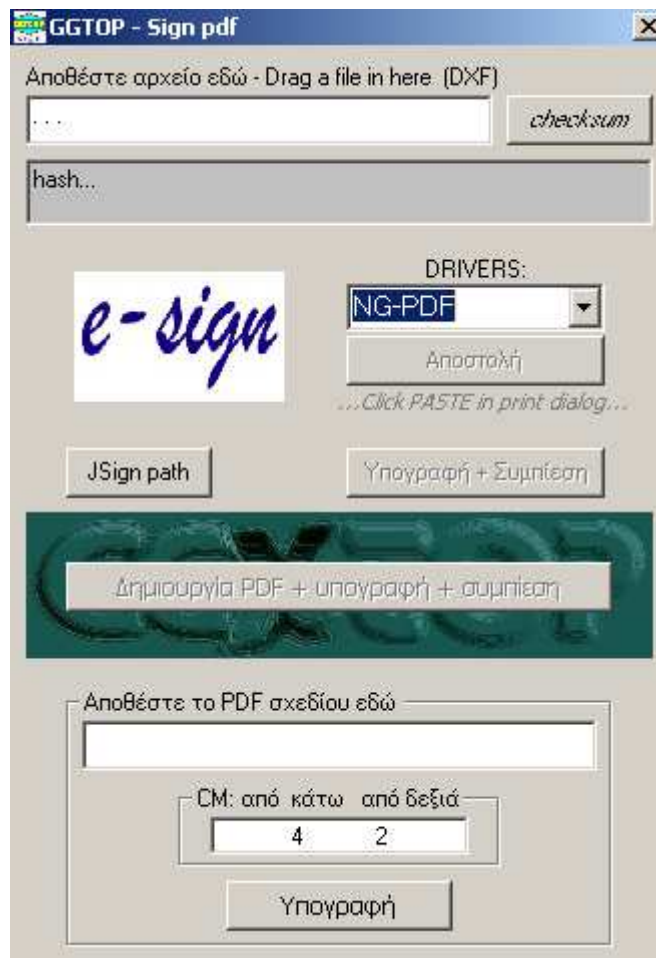 GGTOP - Sign pdf
Αποθέστε αρχείο εδώ - Drag a file in here (DXF)
. . .
checksum
hash...
DRIVERS:
e-sign
NG-PDF
Αποστολή
...Click PASTE in print dialog...
JSign path
Υπογραφή + Συμπίεση
Δημιουργία PDF + υπογραφή + συμπίεση
Αποθέστε το PDF σχεδίου εδώ
CM: από κάτω από δεξιά
4 2
Υπογραφή